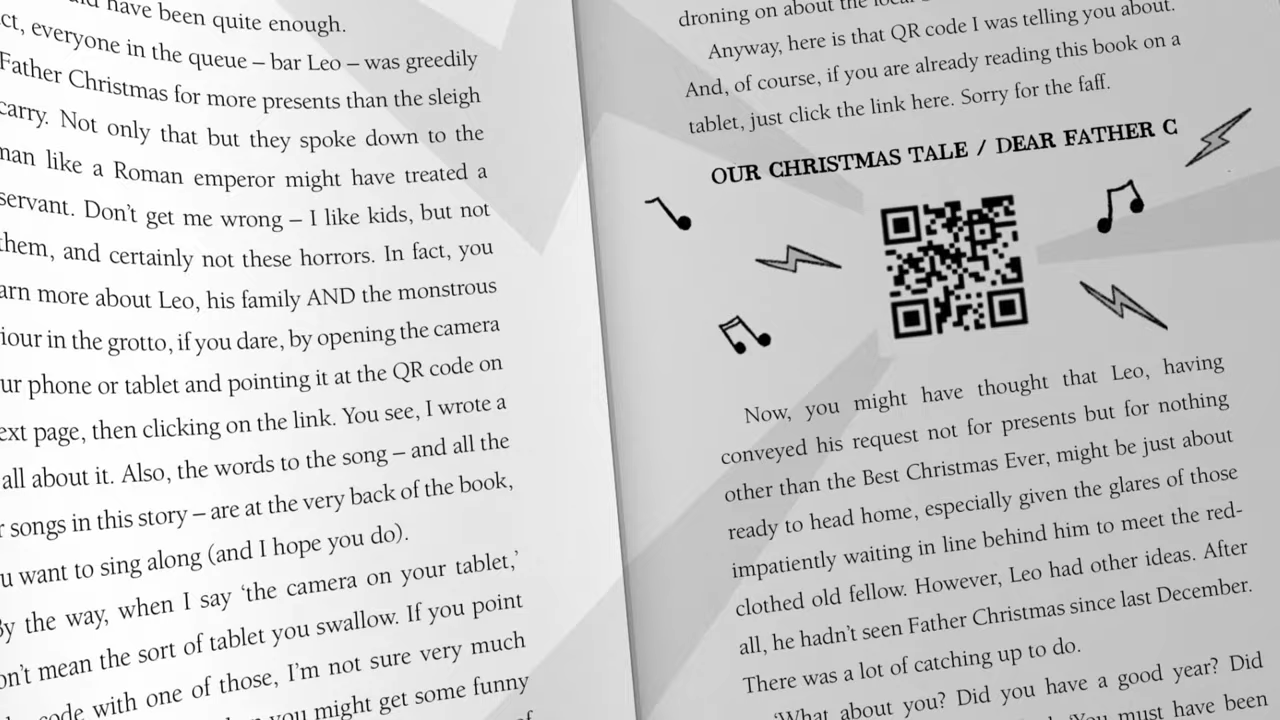 have been quite enough.
everyone in the queue – bar Leo – was greedily
Father Christmas for more presents than the sleigh
carry. Not only that but they spoke down to the
like a Roman emperor might have treated a
servant. Don't get me wrong – I like kids, but not
them, and certainly not these horrors. In fact, you
more about Leo, his family AND the monstrous
in the grotto, if you dare, by opening the camera
phone or tablet and pointing it at the QR code on
page, then clicking on the link. You see, I wrote a
all about it. Also, the words to the song – and all the
songs in this story – are at the very back of the book,
want to sing along (and I hope you do).
By the way, when I say 'the camera on your tablet,'
mean the sort of tablet you swallow. If you point
code with one of those, I'm not sure very much
you might get some funny
of
droning on about the
Anyway, here is that QR code I was telling you about.
And, of course, if you are already reading this book on a
tablet, just click the link here. Sorry for the faff.
OUR CHRISTMAS TALE / DEAR FATHER C
Now, you might have thought that Leo, having
conveyed his request not for presents but for nothing
other than the Best Christmas Ever, might be just about
ready to head home, especially given the glares of those
impatiently waiting in line behind him to meet the red-
clothed old fellow. However, Leo had other ideas. After
all, he hadn't seen Father Christmas since last December.
There was a lot of catching up to do.
'What about you? Did you have a good year? Did
must have been